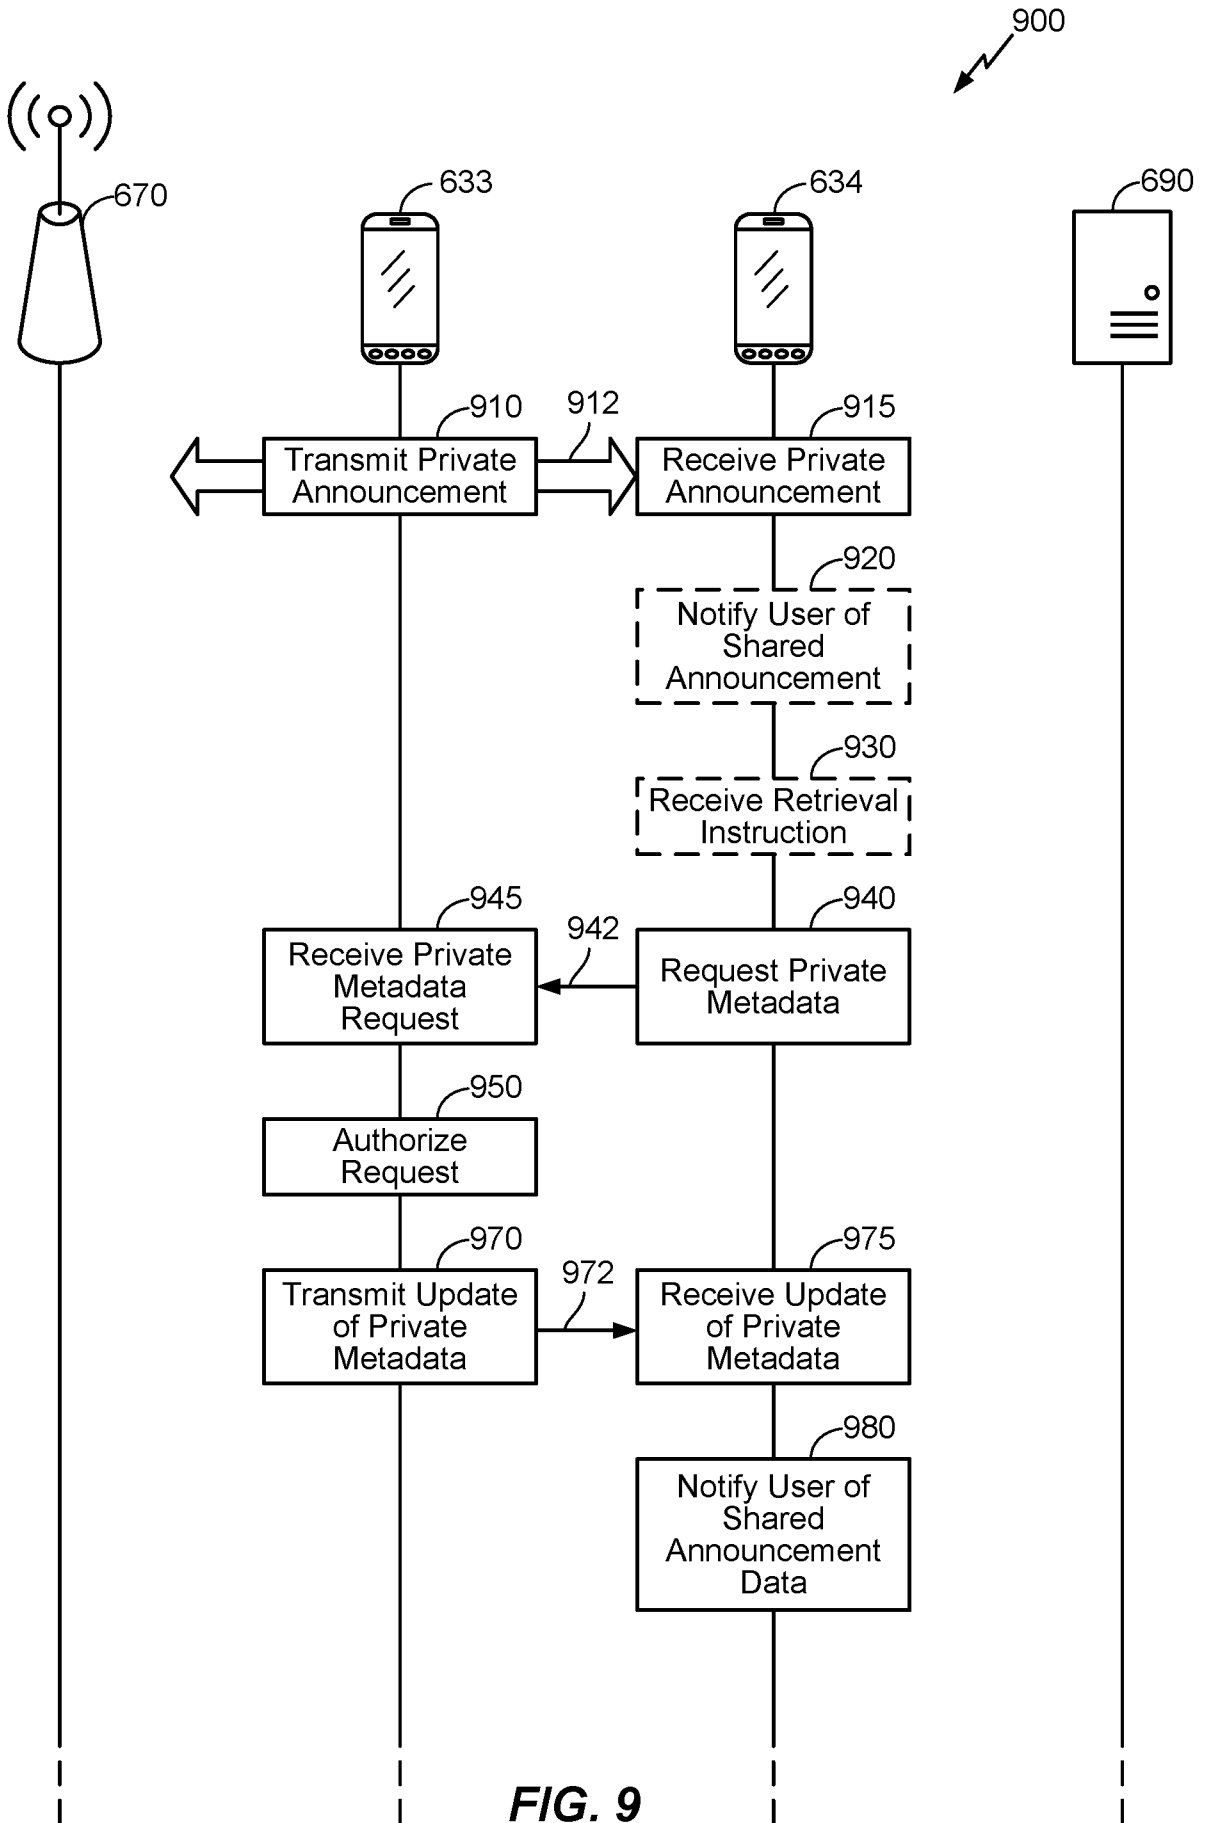 900
670
633
634
690
910
912
915
Transmit Private
Announcement
Receive Private
Announcement
920
Notify User of
Shared
Announcement
930
Receive Retrieval
Instruction
945
942
940
Receive Private
Metadata
Request
Request Private
Metadata
950
Authorize
Request
970
972
975
Transmit Update
of Private
Metadata
Receive Update
of Private
Metadata
980
Notify User of
Shared
Announcement
Data
FIG. 9